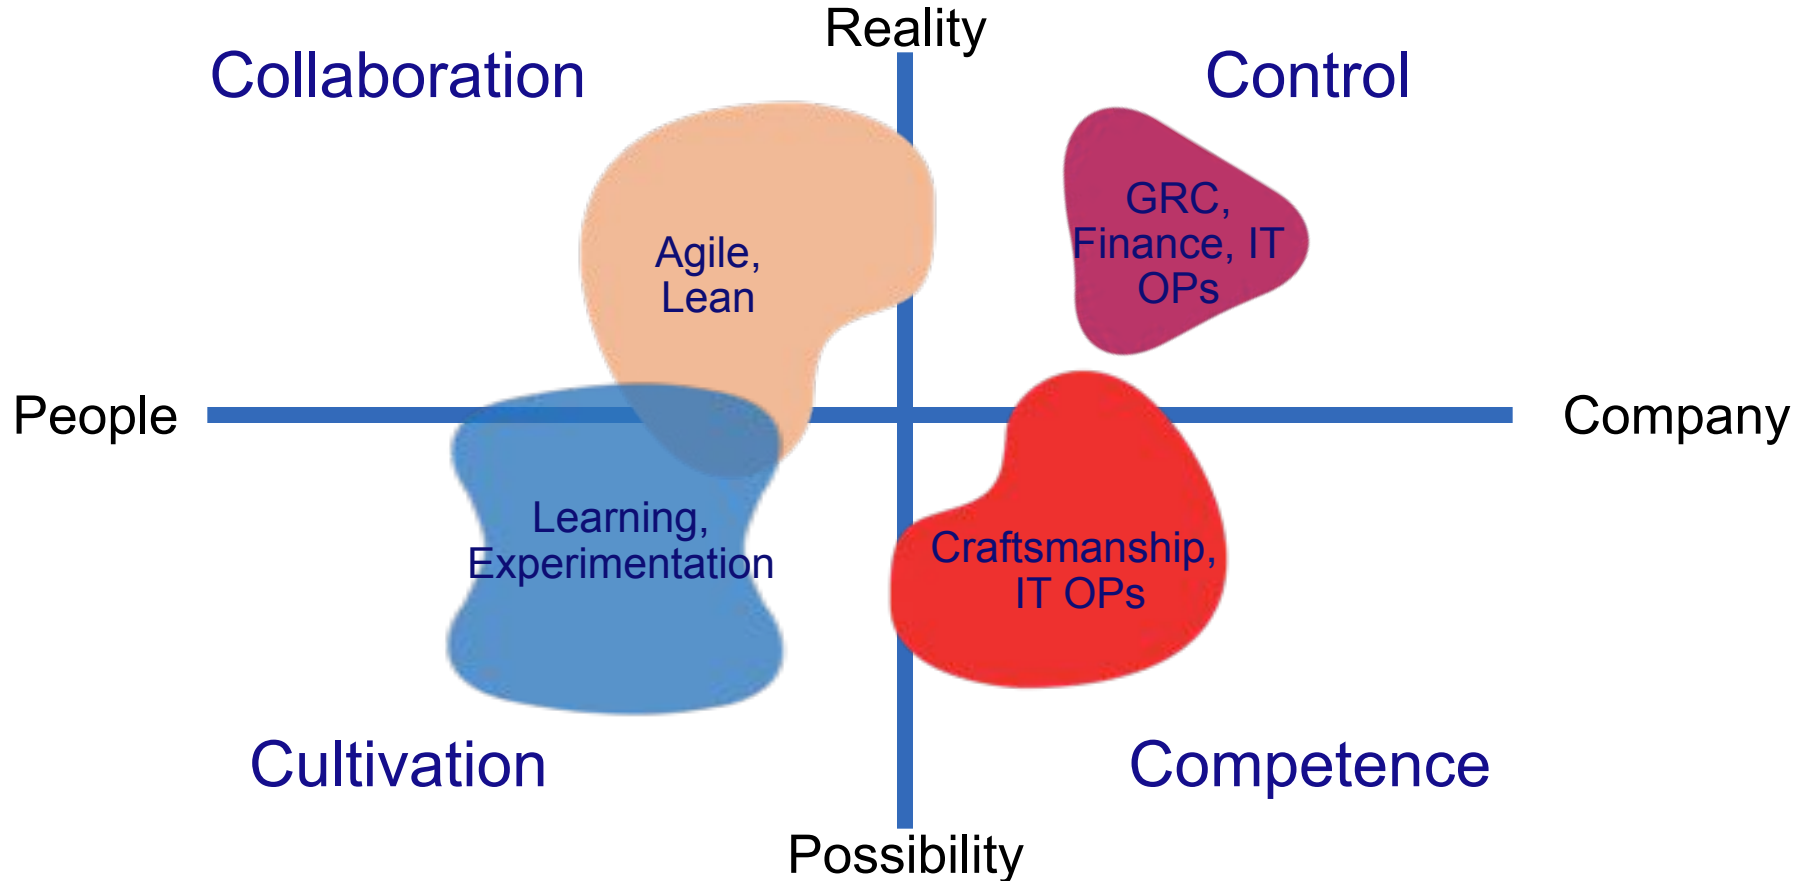 Reality
Collaboration
Control
GRC,
Finance, IT
OPs
Agile,
Lean
People
Company
Learning,
Experimentation
Craftsmanship,
IT OPs
Cultivation
Competence
Possibility